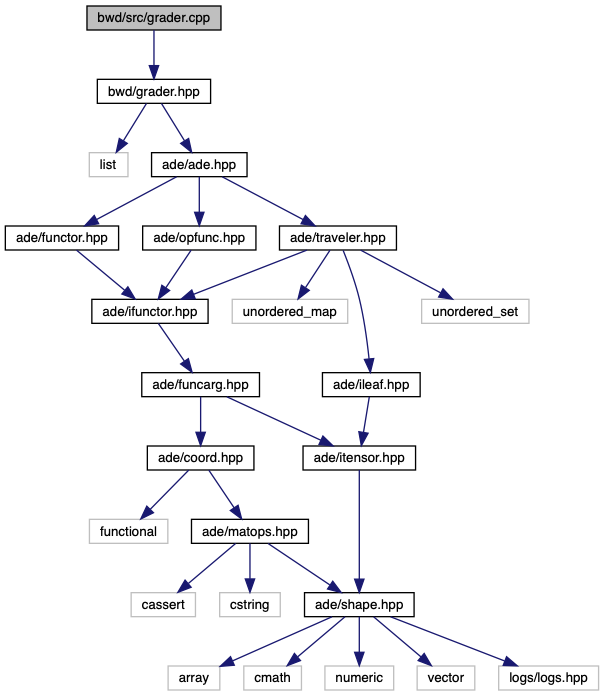 bwd/src/grader.cpp
bwd/grader.hpp
list
ade/ade.hpp
ade/functor.hpp
ade/opfunc.hpp
ade/traveler.hpp
ade/ifunctor.hpp
unordered_map
unordered_set
ade/funcarg.hpp
ade/ileaf.hpp
ade/coord.hpp
ade/itensor.hpp
functional
ade/matops.hpp
cassert
cstring
ade/shape.hpp
array
cmath
numeric
vector
logs/logs.hpp